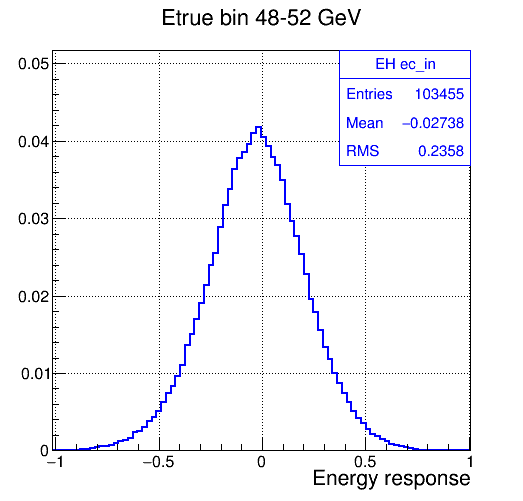 Etrue bin 48-52 GeV
EH ec_in
Entries 103455
Mean −0.02738
RMS 0.2358
0.05
0.04
0.03
0.02
0.01
0
−1 −0.5 0 0.5 1
Energy response